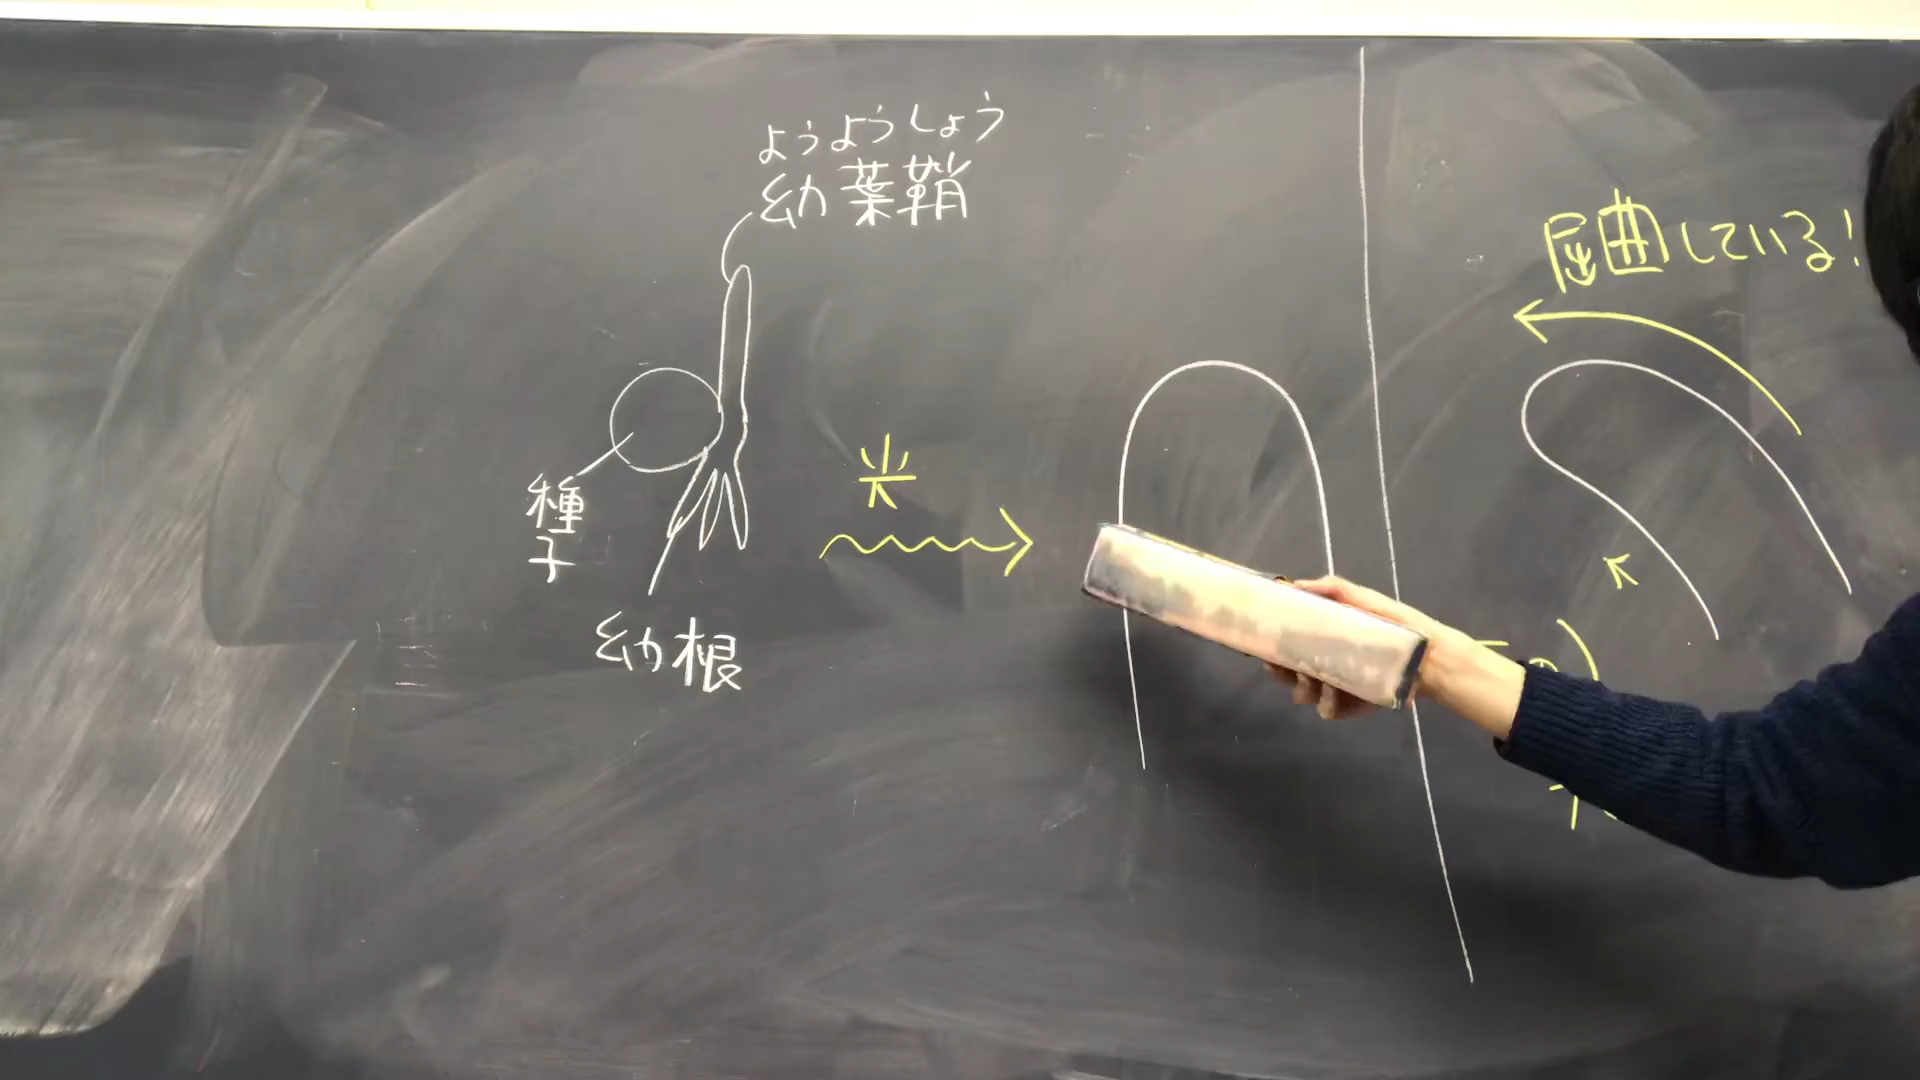 ようようしょう
幼葉鞘
種子
幼根
光
屈曲している!